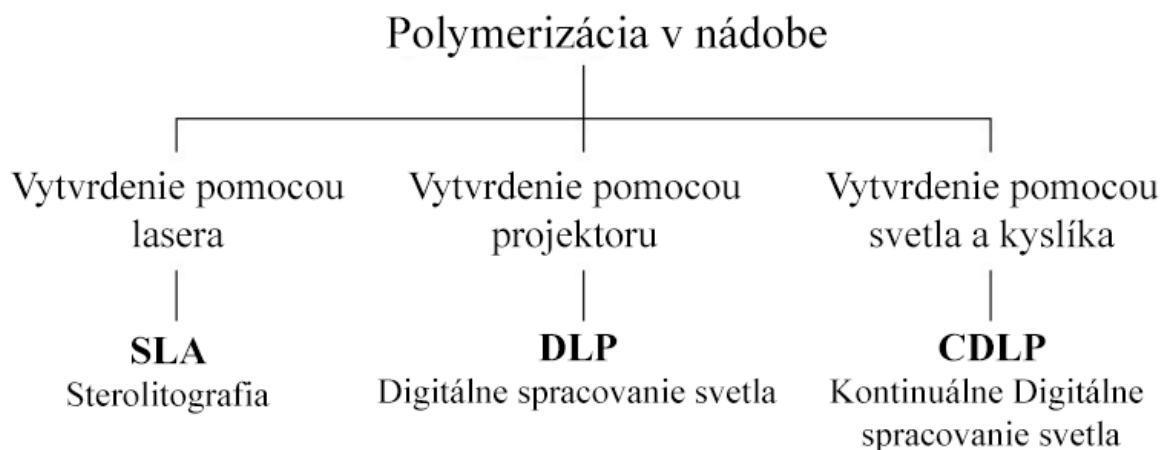 Polymerizácia v nádobe
Vytvrdenie pomocou
lasera
Vytvrdenie pomocou
projektoru
Vytvrdenie pomocou
svetla a kyslíka
SLA
Sterolitografia
DLP
Digitálne spracovanie svetla
CDLP
Kontinuálne Digitálne
spracovanie svetla